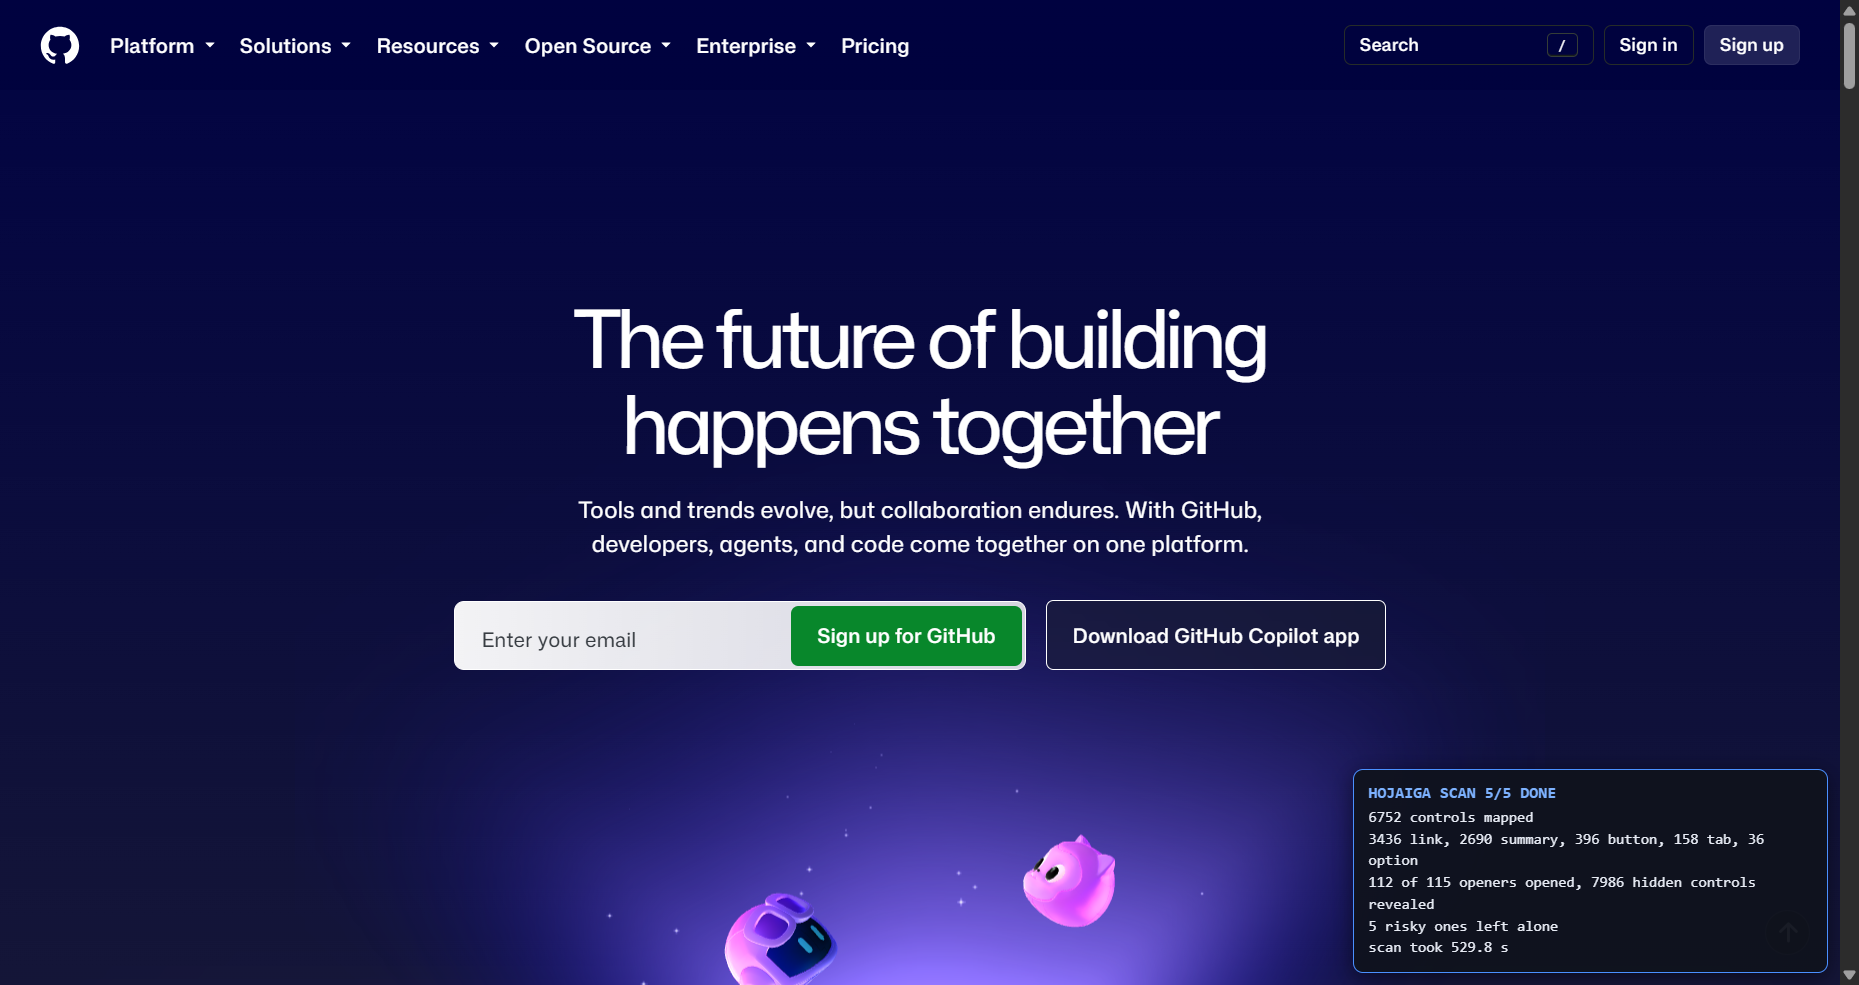 Platform Solutions Resources Open Source Enterprise Pricing Search / Sign in Sign up
The future of building
happens together
Tools and trends evolve, but collaboration endures. With GitHub,
developers, agents, and code come together on one platform.
Enter your email Sign up for GitHub Download GitHub Copilot app
HOJAIGA SCAN 5/5 DONE
6752 controls mapped
3436 link, 2690 summary, 396 button, 158 tab, 36
option
112 of 115 openers opened, 7986 hidden controls
revealed
5 risky ones left alone
scan took 529.8 s